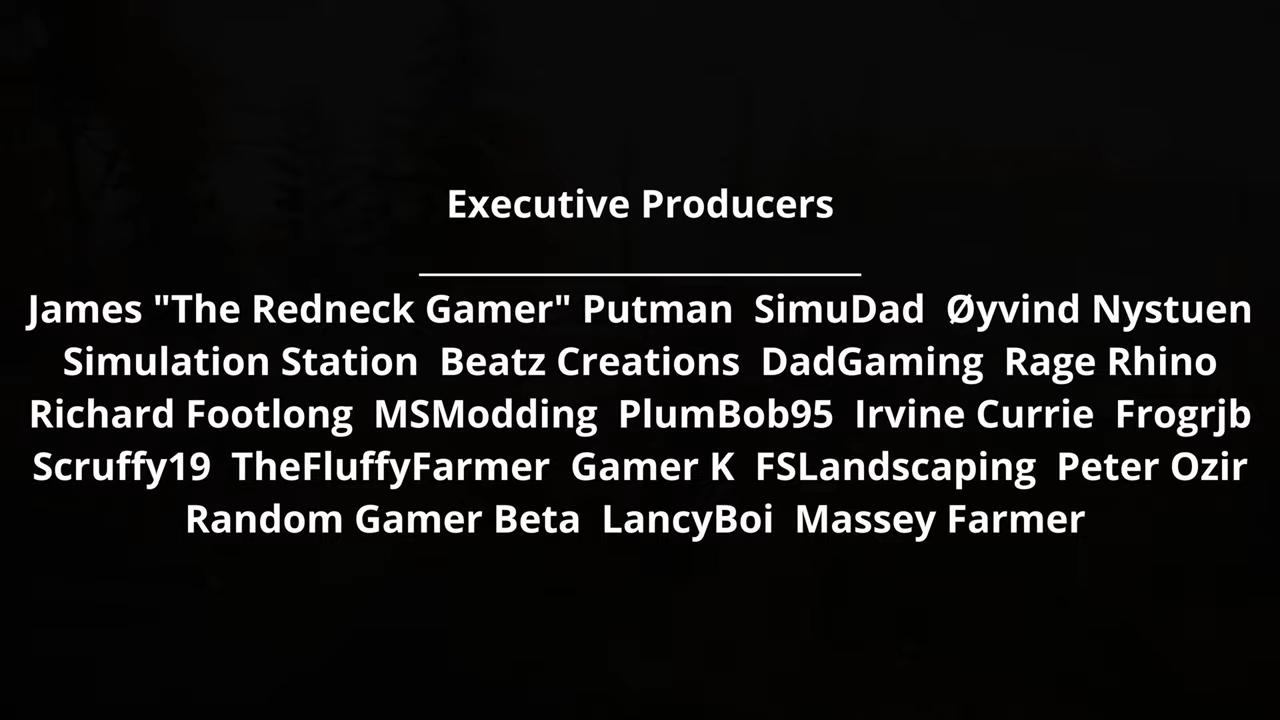 Executive Producers
James "The Redneck Gamer" Putman SimuDad Øyvind Nystuen
Simulation Station Beatz Creations DadGaming Rage Rhino
Richard Footlong MSModding PlumBob95 Irvine Currie Frogrjb
Scruffy19 TheFluffyFarmer Gamer K FSLandscaping Peter Ozir
Random Gamer Beta LancyBoi Massey Farmer